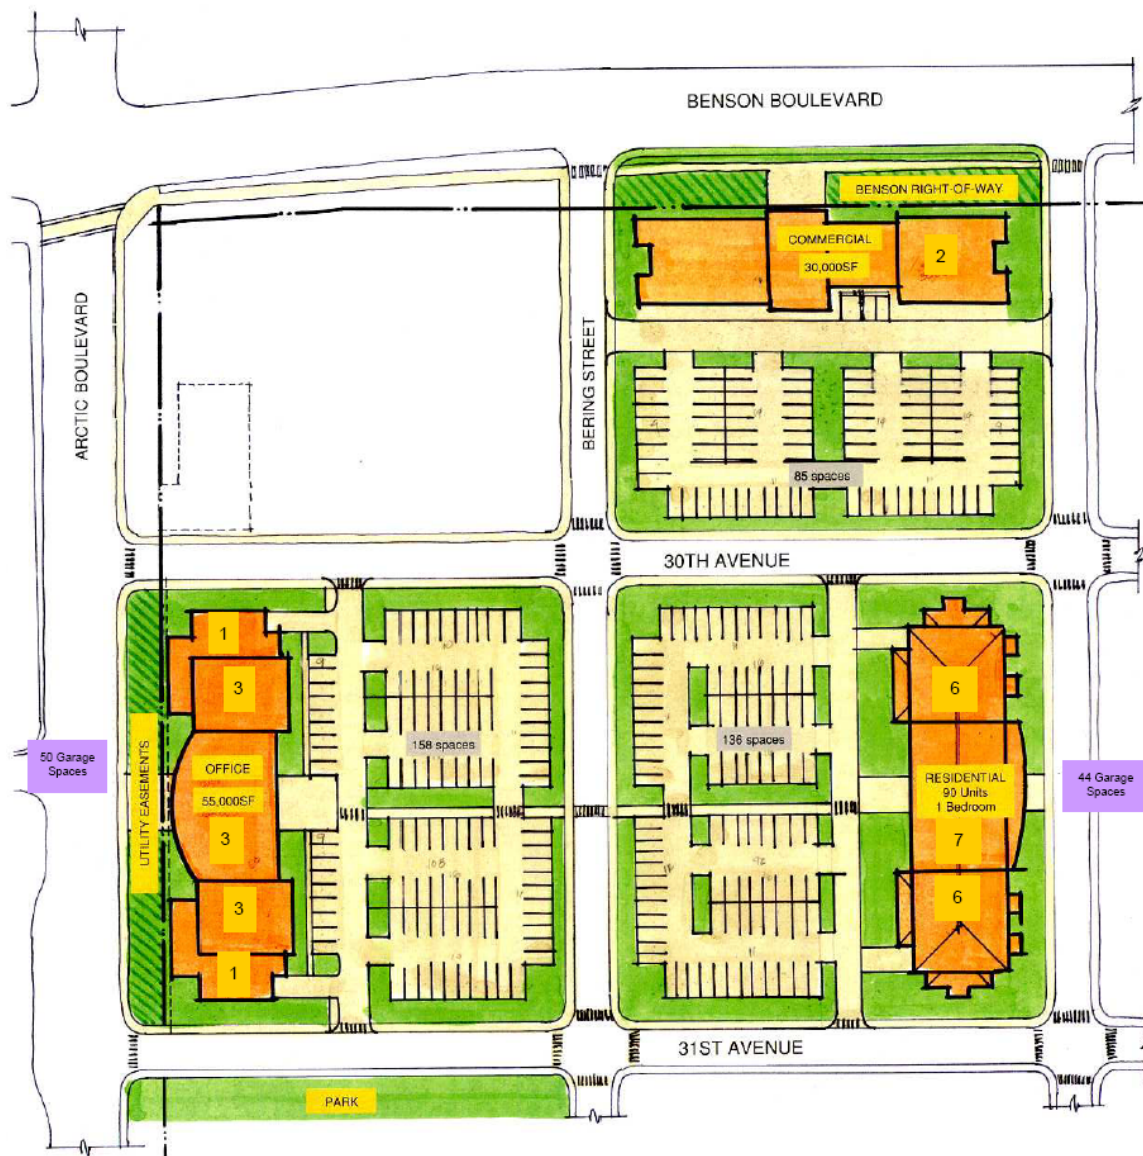 BENSON BOULEVARD
BENSON RIGHT-OF-WAY
COMMERCIAL
30,000SF
2
ARCTIC BOULEVARD
BERING STREET
85 spaces
30TH AVENUE
1
3
158 spaces
136 spaces
6
50 Garage
Spaces
UTILITY EASEMENTS
OFFICE
55,000SF
3
RESIDENTIAL
90 Units
1 Bedroom
7
44 Garage
Spaces
3
6
1
31ST AVENUE
PARK